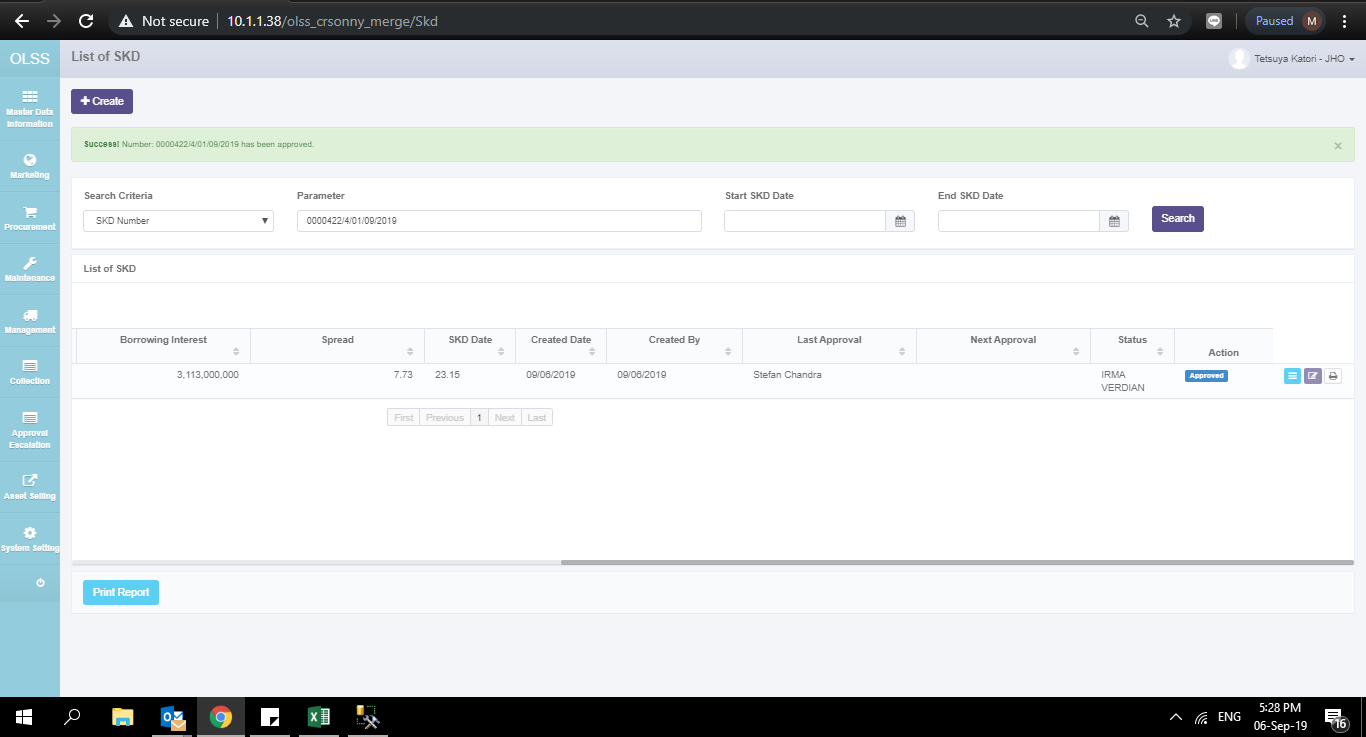 Not secure | 10.1.1.38/olss_crsonny_merge/Skd
Paused M
OLSS
List of SKD
Tetsuya Katori - JHO
Master Data
Information
Marketing
Procurement
Maintenance
Management
Collection
Approval
Escalation
Asset Selling
System Setting
+ Create
Success! Number: 0000422/4/01/09/2019 has been approved.
×
Search Criteria
Parameter
Start SKD Date
End SKD Date
SKD Number
0000422/4/01/09/2019
Search
List of SKD
Borrowing Interest
Spread
SKD Date
Created Date
Created By
Last Approval
Next Approval
Status
Action
3,113,000,000
7.73
23.15
09/06/2019
09/06/2019
Stefan Chandra
IRMA
VERDIAN
Approved
First
Previous
1
Next
Last
Print Report
ENG
5:28 PM
06-Sep-19
16